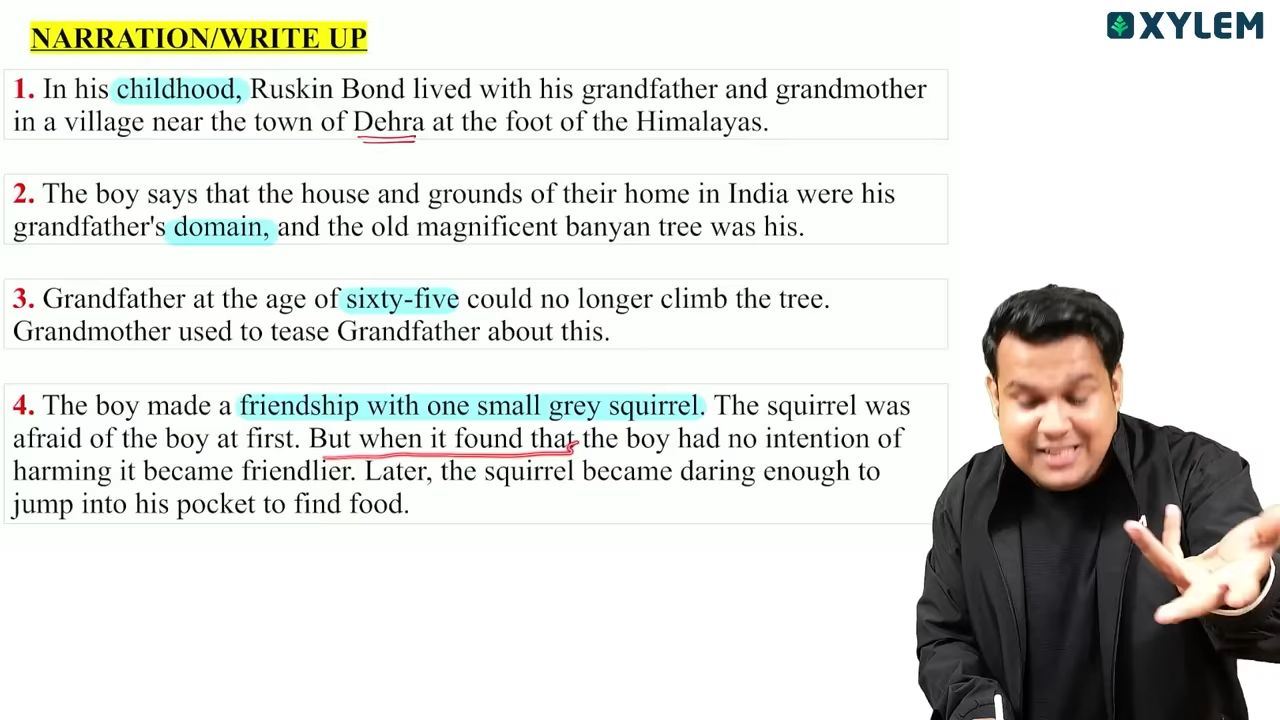 NARRATION/WRITE UP
XYLEM
1. In his childhood, Ruskin Bond lived with his grandfather and grandmother
in a village near the town of Dehra at the foot of the Himalayas.
2. The boy says that the house and grounds of their home in India were his
grandfather's domain, and the old magnificent banyan tree was his.
3. Grandfather at the age of sixty-five could no longer climb the tree.
Grandmother used to tease Grandfather about this.
4. The boy made a friendship with one small grey squirrel. The squirrel was
afraid of the boy at first. But when it found that the boy had no intention of
harming it became friendlier. Later, the squirrel became daring enough to
jump into his pocket to find food.